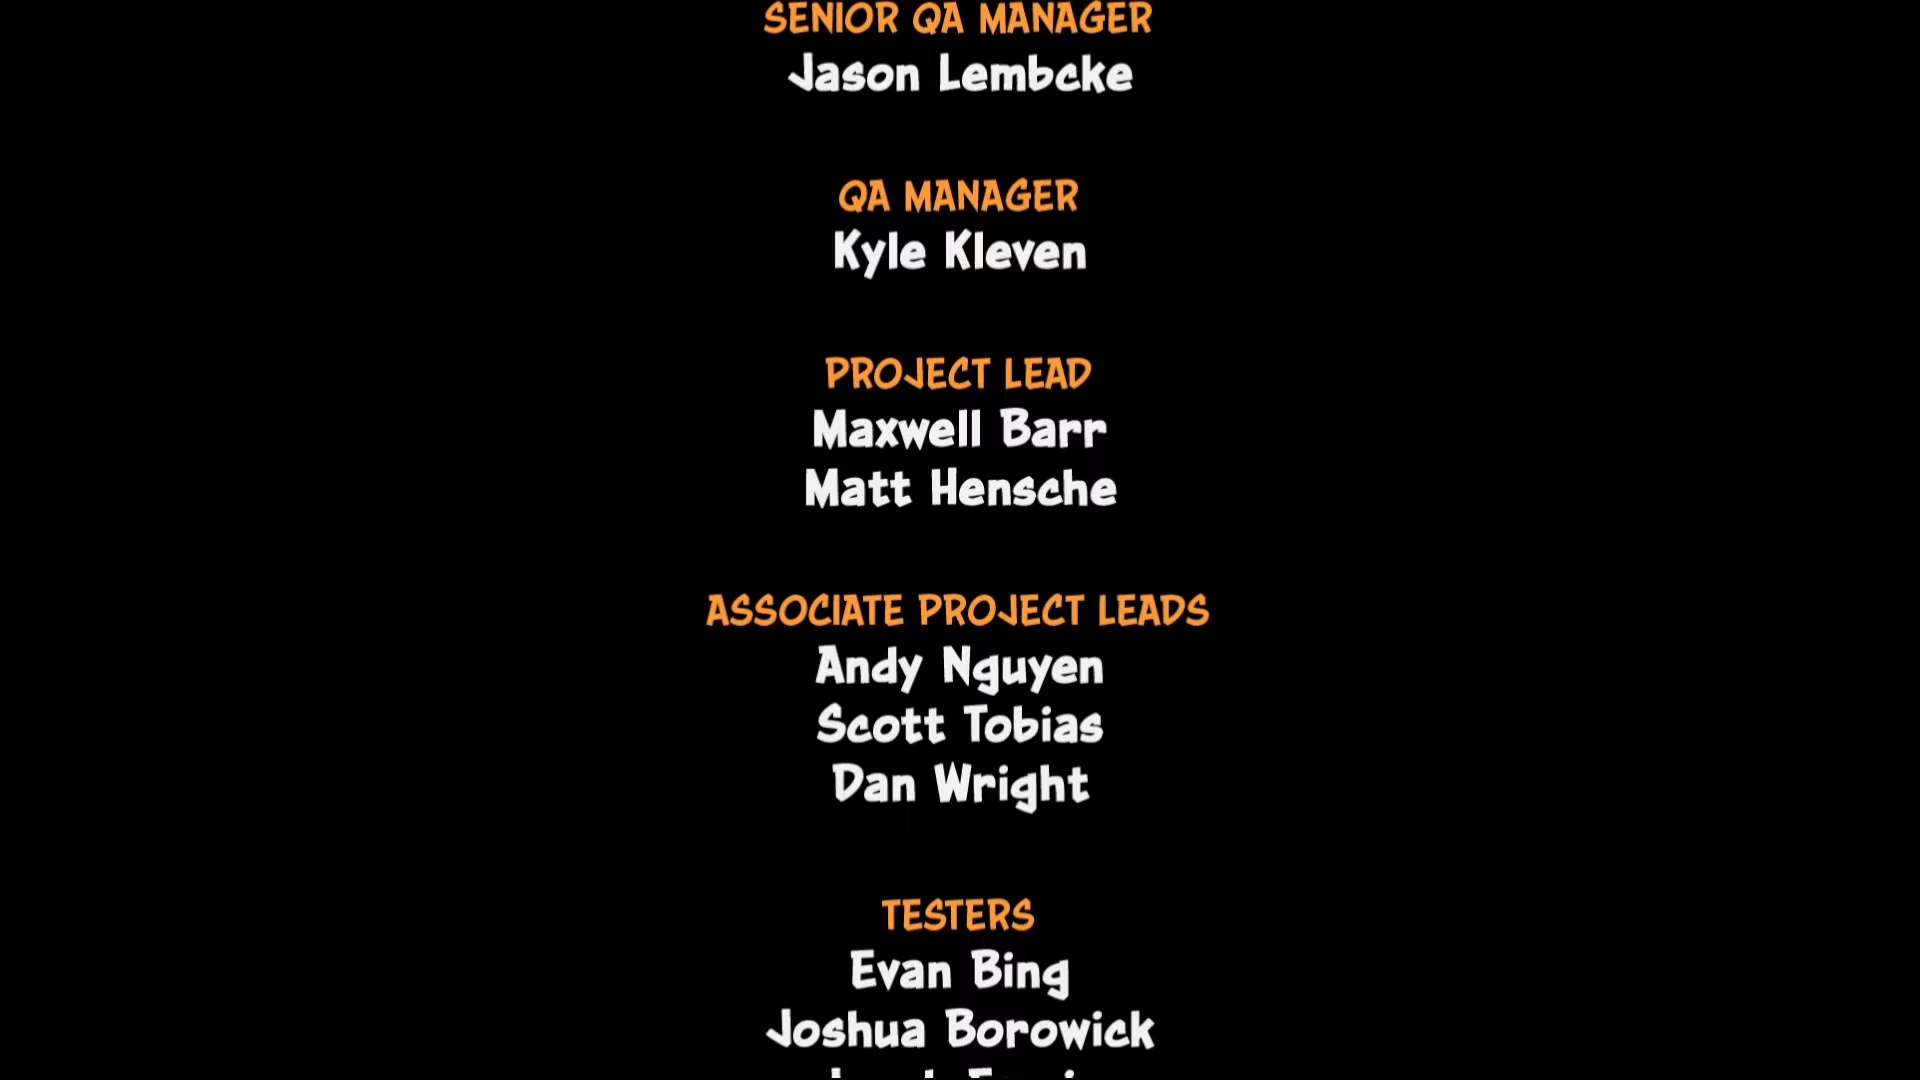 SENIOR QA MANAGER
Jason Lembcke
QA MANAGER
Kyle Kleven
PROJECT LEAD
Maxwell Barr
Matt Hensche
ASSOCIATE PROJECT LEADS
Andy Nguyen
Scott Tobias
Dan Wright
TESTERS
Evan Bing
Joshua Borowick